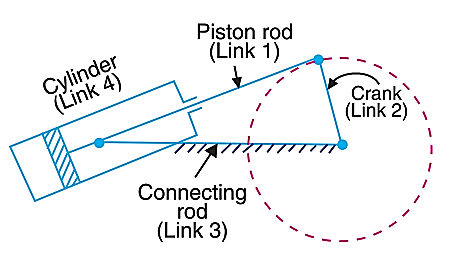 Piston rod
(Link 1)
Cylinder
(Link 4)
Crank
(Link 2)
Connecting
rod
(Link 3)